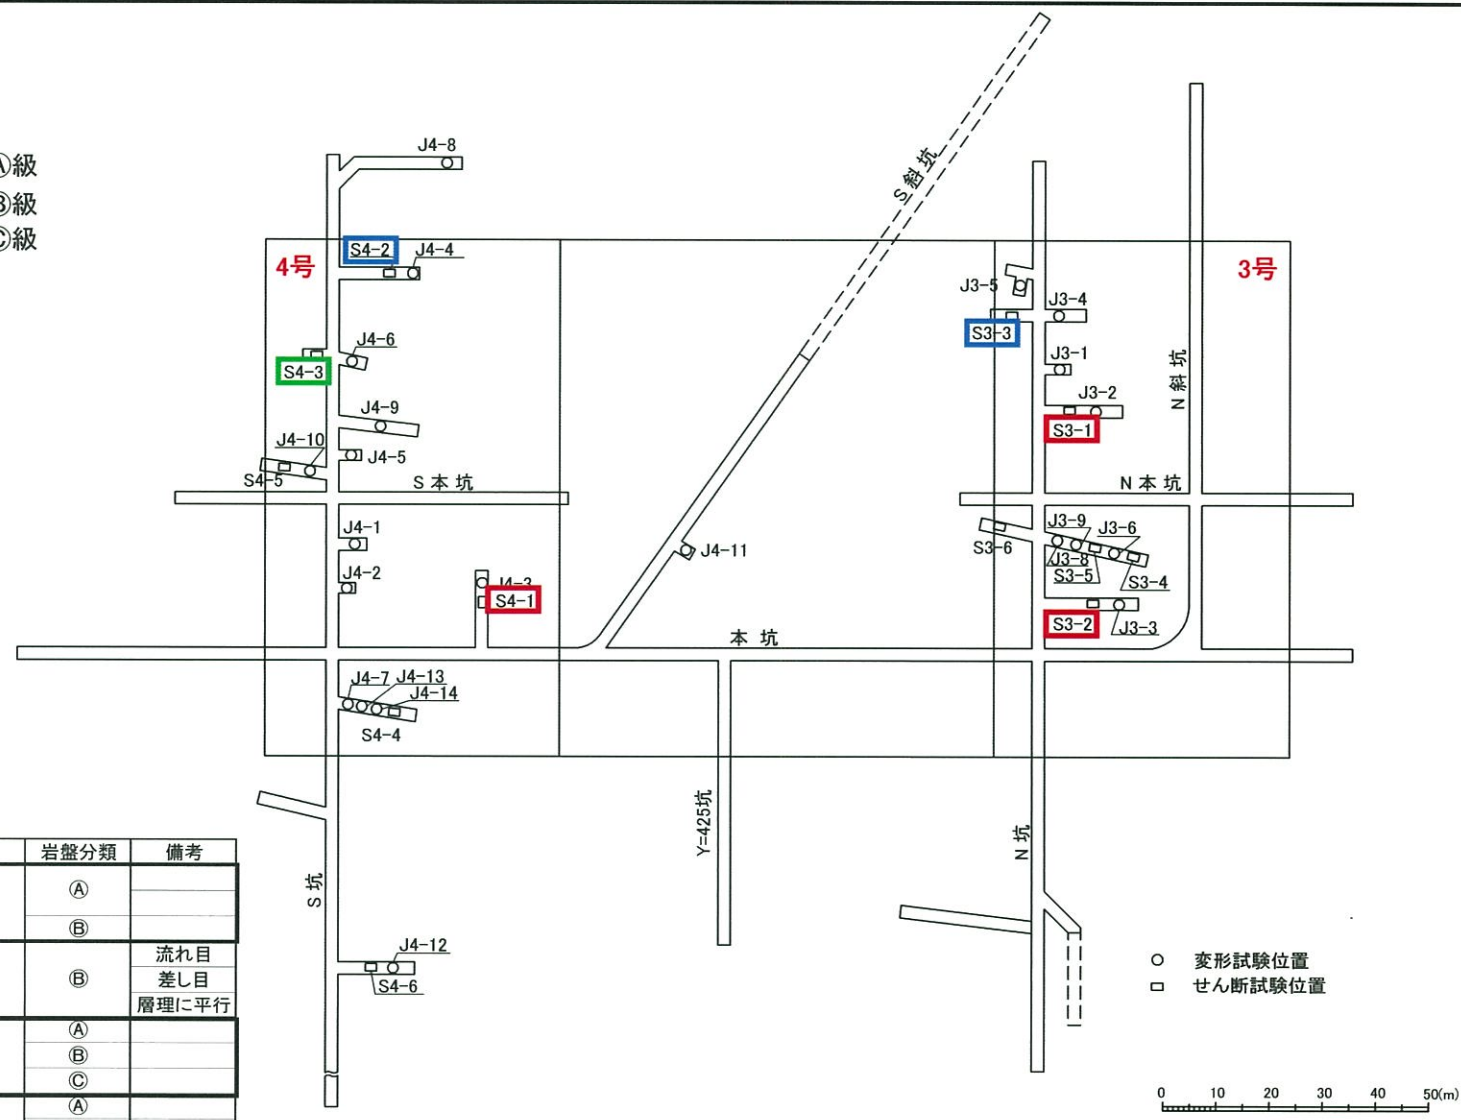 Ⓐ級
Ⓑ級
Ⓒ級
J4-8
S4-2
J4-4
4号
J4-6
S4-3
J4-9
J4-10
J4-5
S4-5
S 本 坑
J4-1
J4-2
J4-3
S4-1
S 斜 坑
J4-11
本 坑
J3-5
J3-4
S3-3
3号
J3-1
J3-2
S3-1
N 斜 坑
N 本 坑
J3-9
J3-6
S3-6
J3-8
S3-5
S3-4
S3-2
J3-3
J4-7
J4-13
J4-14
S4-4
Y=425坑
N 坑
S 坑
J4-12
S4-6
岩盤分類 備考
Ⓐ
Ⓑ
流れ目
Ⓑ 差し目
層理に平行
Ⓐ
Ⓑ
Ⓒ
Ⓐ
○ 変形試験位置
□ せん断試験位置
0 10 20 30 40 50(m)